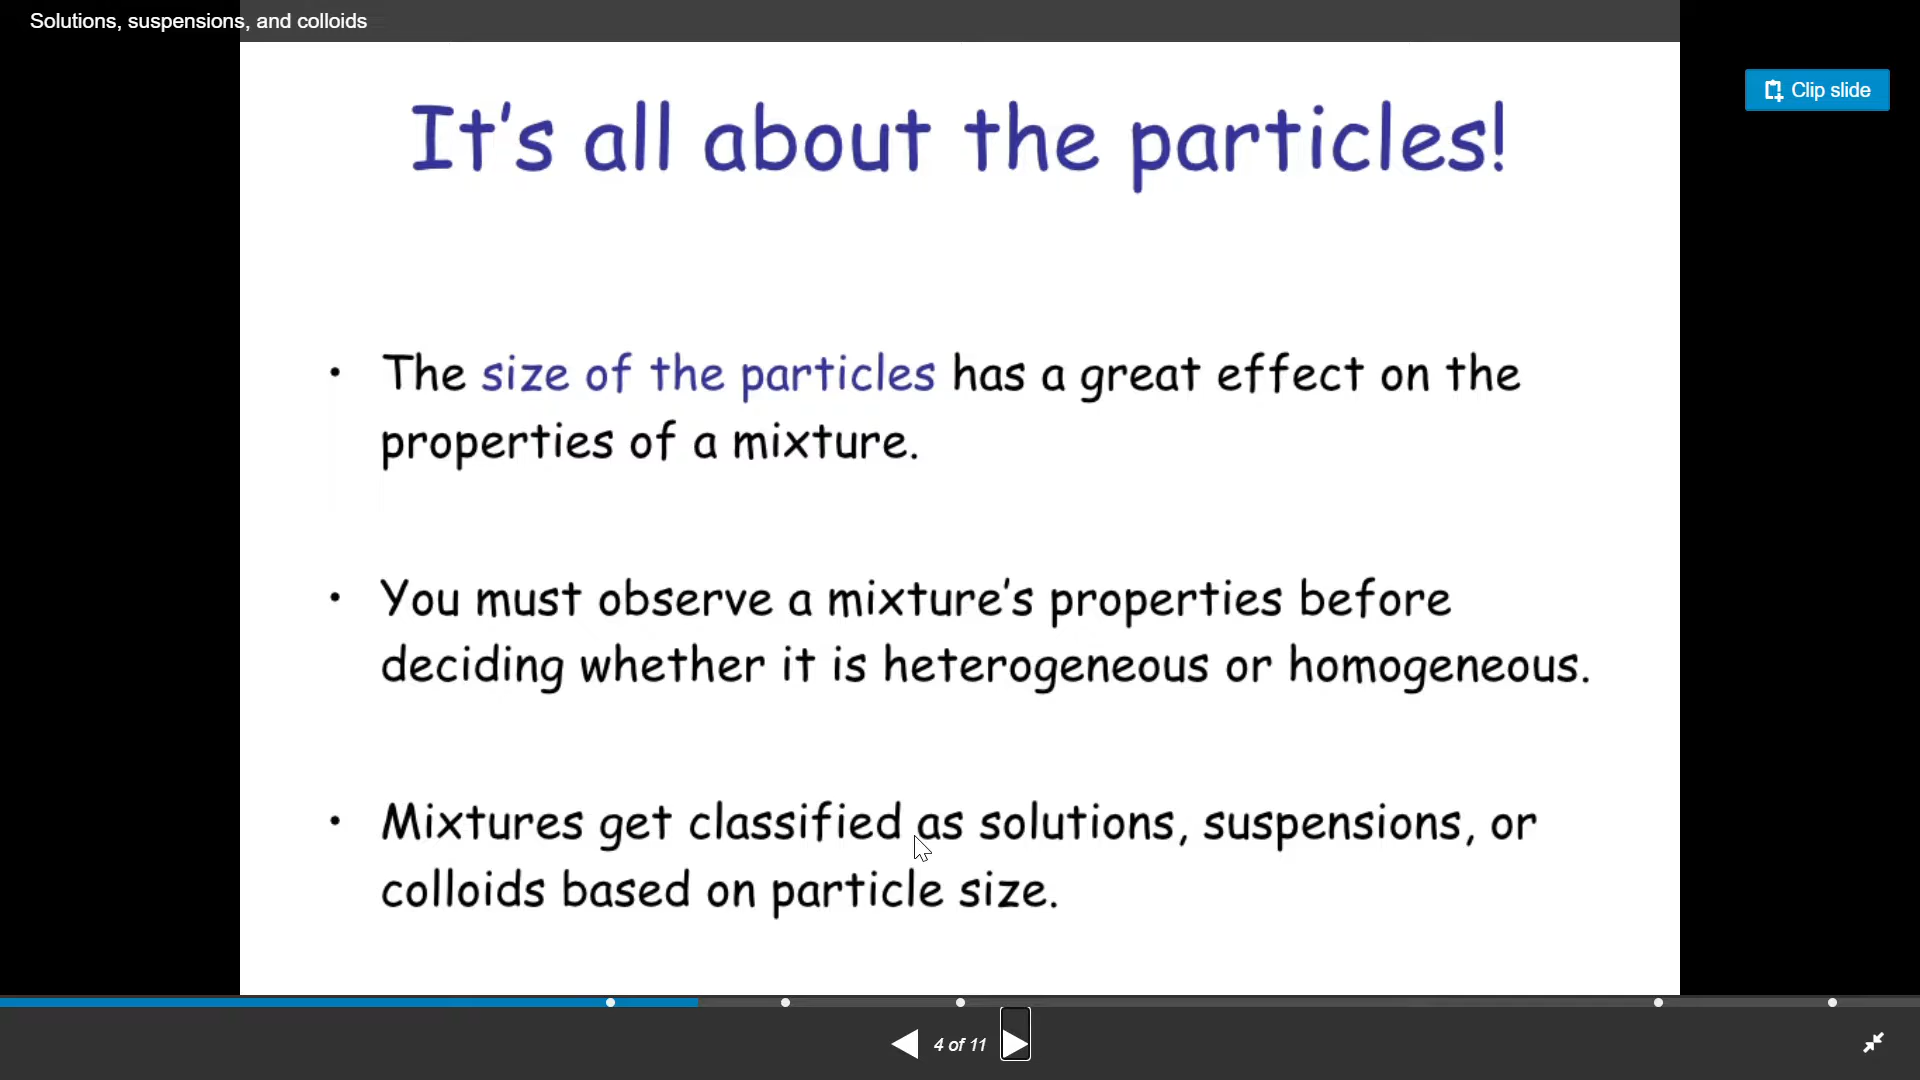 Solutions, suspensions, and colloids
Clip slide
It's all about the particles!
• The size of the particles has a great effect on the
properties of a mixture.
• You must observe a mixture's properties before
deciding whether it is heterogeneous or homogeneous.
• Mixtures get classified as solutions, suspensions, or
colloids based on particle size.
4 of 11